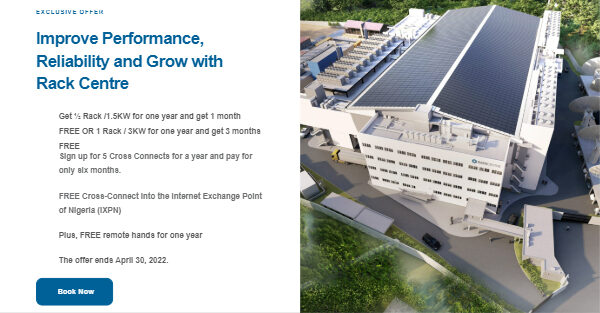 EXCLUSIVE OFFER
Improve Performance,
Reliability and Grow with
Rack Centre
Get ½ Rack /1.5KW for one year and get 1 month
FREE OR 1 Rack / 3KW for one year and get 3 months
FREE
Sign up for 5 Cross Connects for a year and pay for
only six months.
FREE Cross-Connect Into the Internet Exchange Point
of Nigeria (IXPN)
Plus, FREE remote hands for one year
The offer ends April 30, 2022.
Book Now